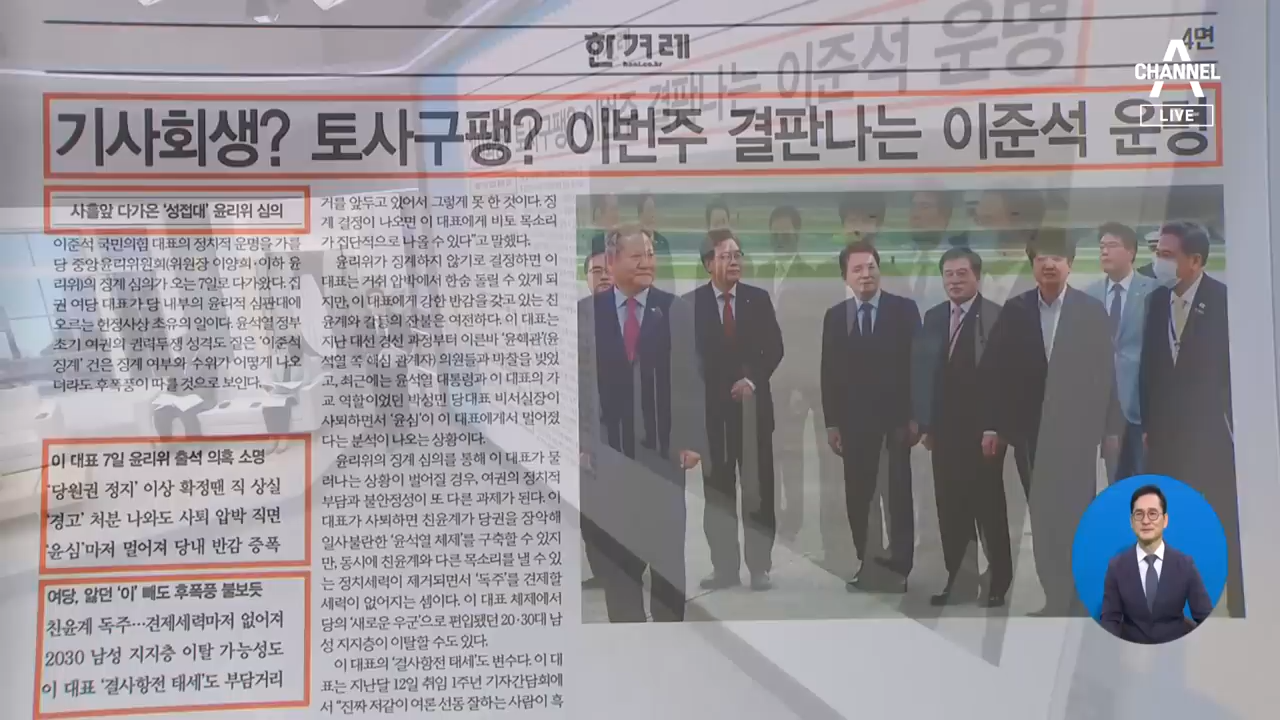 한겨레
hani.co.kr
4면
CHANNEL
LIVE
기사회생? 토사구팽? 이번주 결판나는 이준석 운명
이준석 운명
이번주 결판나는
사흘앞 다가온 ‘성접대’ 윤리위 심의
이준석 국민의힘 대표의 정치적 운명을 가를
당 중앙윤리위원회(위원장 이양희·이하 윤
리위)의 징계 심의가 오는 7일로 다가왔다. 집
권 여당 대표가 당 내부의 윤리적 심판대에
오르는 헌정사상 초유의 일이다. 윤석열 정부
초기 여권의 권력투쟁 성격도 짙은 ‘이준석
징계’ 건은 징계 여부와 수위가 어떻게 나오
더라도 후폭풍이 따를 것으로 보인다.
이 대표 7일 윤리위 출석 의혹 소명
‘당원권 정지’ 이상 확정땐 직 상실
‘경고’ 처분 나와도 사퇴 압박 직면
‘윤심’마저 멀어져 당내 반감 증폭
여당, 앓던 ‘이’ 빼도 후폭풍 불보듯
친윤계 독주…견제세력마저 없어져
2030 남성 지지층 이탈 가능성도
이 대표 ‘결사항전 태세’도 부담거리
거를 앞두고 있어서 그렇게 못 한 것이다. 징
계 결정이 나오면 이 대표에게 비토 목소리
가 집단적으로 나올 수 있다”고 말했다.
윤리위가 징계하지 않기로 결정하면 이
대표는 거취 압박에서 한숨 돌릴 수 있게 되
지만, 이 대표에게 강한 반감을 갖고 있는 친
윤계와 갈등의 잔불은 여전하다. 이 대표는
지난 대선 경선 과정부터 이른바 ‘윤핵관’(윤
석열 쪽 핵심 관계자) 의원들과 마찰을 빚었
고, 최근에는 윤석열 대통령과 이 대표의 가
교 역할이었던 박성민 당대표 비서실장이
사퇴하면서 ‘윤심’이 이 대표에게서 멀어졌
다는 분석이 나오는 상황이다.
윤리위의 징계 심의를 통해 이 대표가 물
러나는 상황이 벌어질 경우, 여권의 정치적
부담과 불안정성이 또 다른 과제가 된다. 이
대표가 사퇴하면 친윤계가 당권을 장악해
일사불란한 ‘윤석열 체제’를 구축할 수 있지
만, 동시에 친윤계와 다른 목소리를 낼 수 있
는 정치세력이 제거되면서 ‘독주’를 견제할
세력이 없어지는 셈이다. 이 대표 체제에서
당의 ‘새로운 우군’으로 편입됐던 20·30대 남
성 지지층이 이탈할 수도 있다.
이 대표의 ‘결사항전 태세’도 변수다. 이 대
표는 지난달 12일 취임 1주년 기자간담회에
서 “진짜 저같이 여론 선동 잘하는 사람이 흑